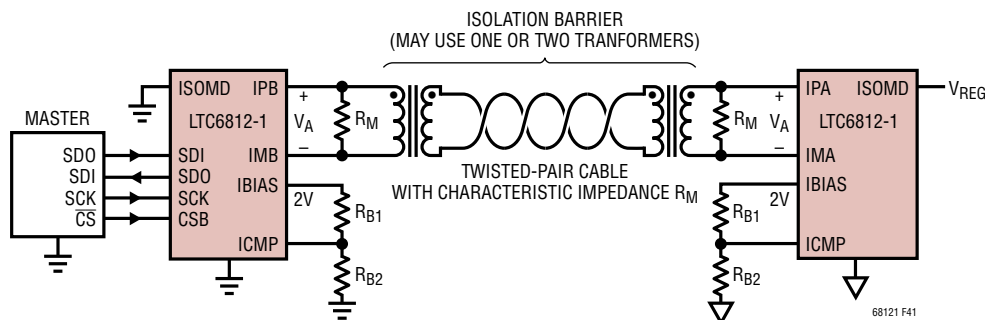 ISOLATION BARRIER
(MAY USE ONE OR TWO TRANFORMERS)
MASTER
SDO
SDI
SCK
CS
ISOMD
IPB
LTC6812-1
SDI
SDO
SCK
CSB
IMB
IBIAS
ICMP
+
VA
–
RM
2V
RB1
RB2
TWISTED-PAIR CABLE
WITH CHARACTERISTIC IMPEDANCE RM
RM
+
VA
–
2V
RB1
RB2
IPA
ISOMD
LTC6812-1
IMA
IBIAS
ICMP
VREG
68121 F41